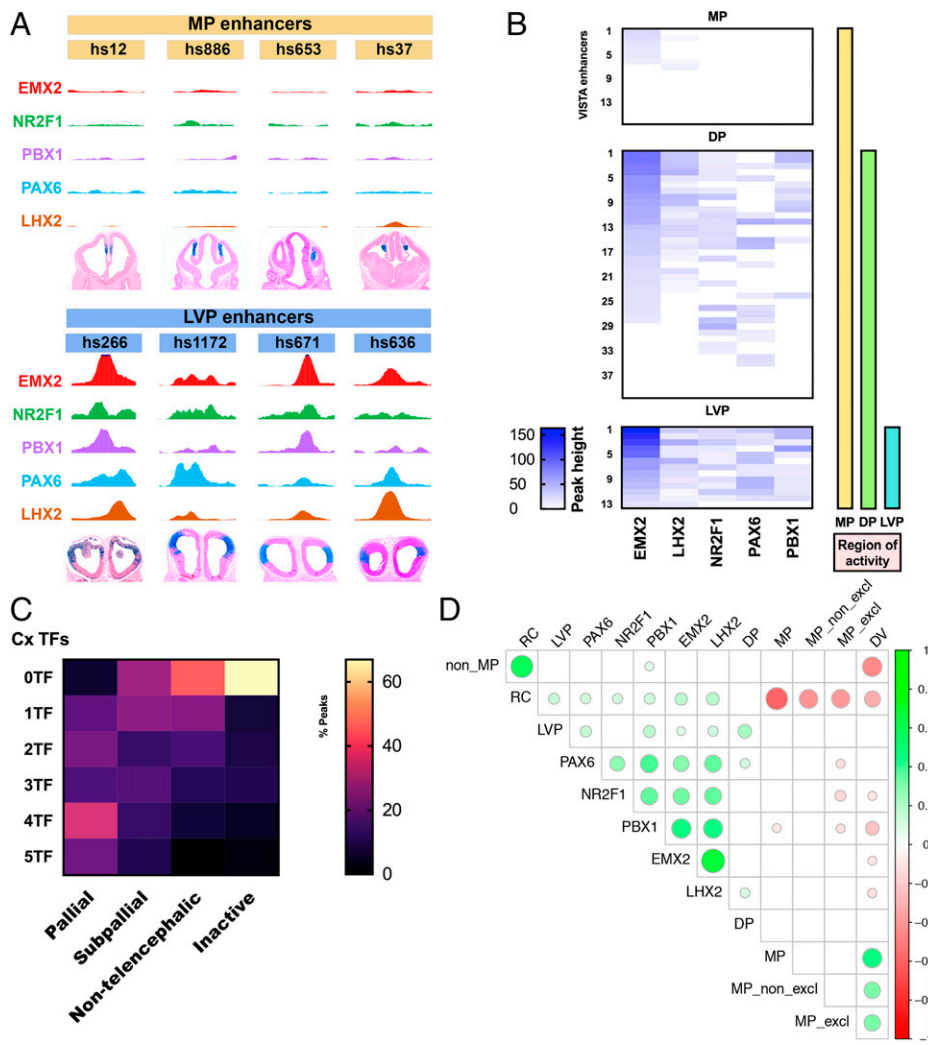 A
MP enhancers
hs12 hs886 hs653 hs37
EMX2
NR2F1
PBX1
PAX6
LHX2
LVP enhancers
hs266 hs1172 hs671 hs636
EMX2
NR2F1
PBX1
PAX6
LHX2
B
MP
VISTA enhancers
1
5
9
13
DP
1
5
9
13
17
21
25
29
33
37
LVP
1
5
9
13
150
100
50
0
Peak height
EMX2 LHX2 NR2F1 PAX6 PBX1
MP DP LVP
Region of
activity
C
Cx TFs
0TF
1TF
2TF
3TF
4TF
5TF
Pallial Subpallial Non-telencephalic Inactive
% Peaks
60
40
20
0
D
RC LVP PAX6 NR2F1 PBX1 EMX2 LHX2 DP MP MP_non_excl MP_excl DV
non_MP
RC
LVP
PAX6
NR2F1
PBX1
EMX2
LHX2
DP
MP
MP_non_excl
MP_excl
1